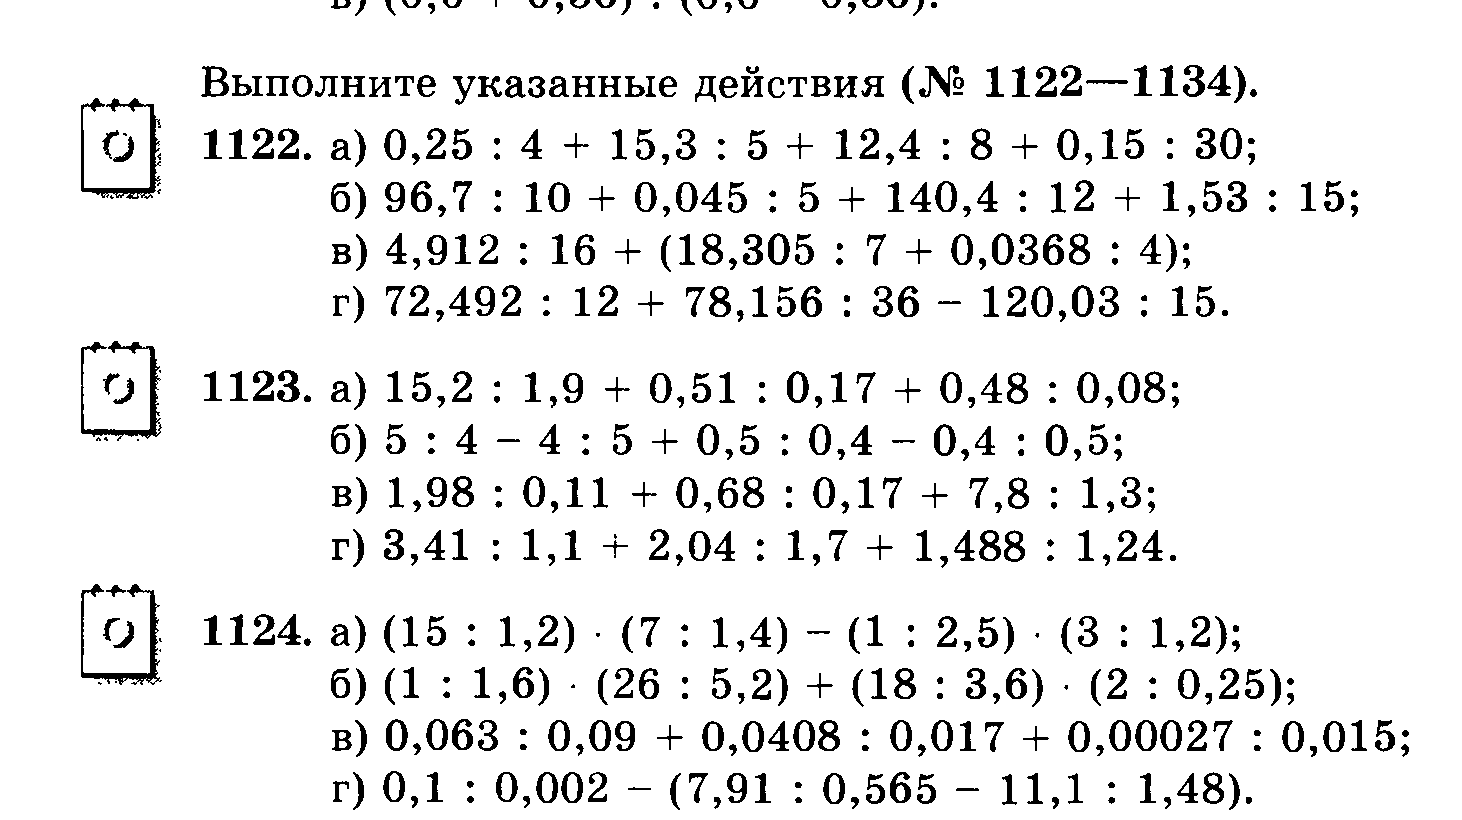 Выполните указанные действия (№ 1122—1134).
1122. а) 0,25 : 4 + 15,3 : 5 + 12,4 : 8 + 0,15 : 30;
б) 96,7 : 10 + 0,045 : 5 + 140,4 : 12 + 1,53 : 15;
в) 4,912 : 16 + (18,305 : 7 + 0,0368 : 4);
г) 72,492 : 12 + 78,156 : 36 – 120,03 : 15.
1123. а) 15,2 : 1,9 + 0,51 : 0,17 + 0,48 : 0,08;
б) 5 : 4 – 4 : 5 + 0,5 : 0,4 – 0,4 : 0,5;
в) 1,98 : 0,11 + 0,68 : 0,17 + 7,8 : 1,3;
г) 3,41 : 1,1 + 2,04 : 1,7 + 1,488 : 1,24.
1124. а) (15 : 1,2) · (7 : 1,4) – (1 : 2,5) · (3 : 1,2);
б) (1 : 1,6) · (26 : 5,2) + (18 : 3,6) · (2 : 0,25);
в) 0,063 : 0,09 + 0,0408 : 0,017 + 0,00027 : 0,015;
г) 0,1 : 0,002 – (7,91 : 0,565 – 11,1 : 1,48).